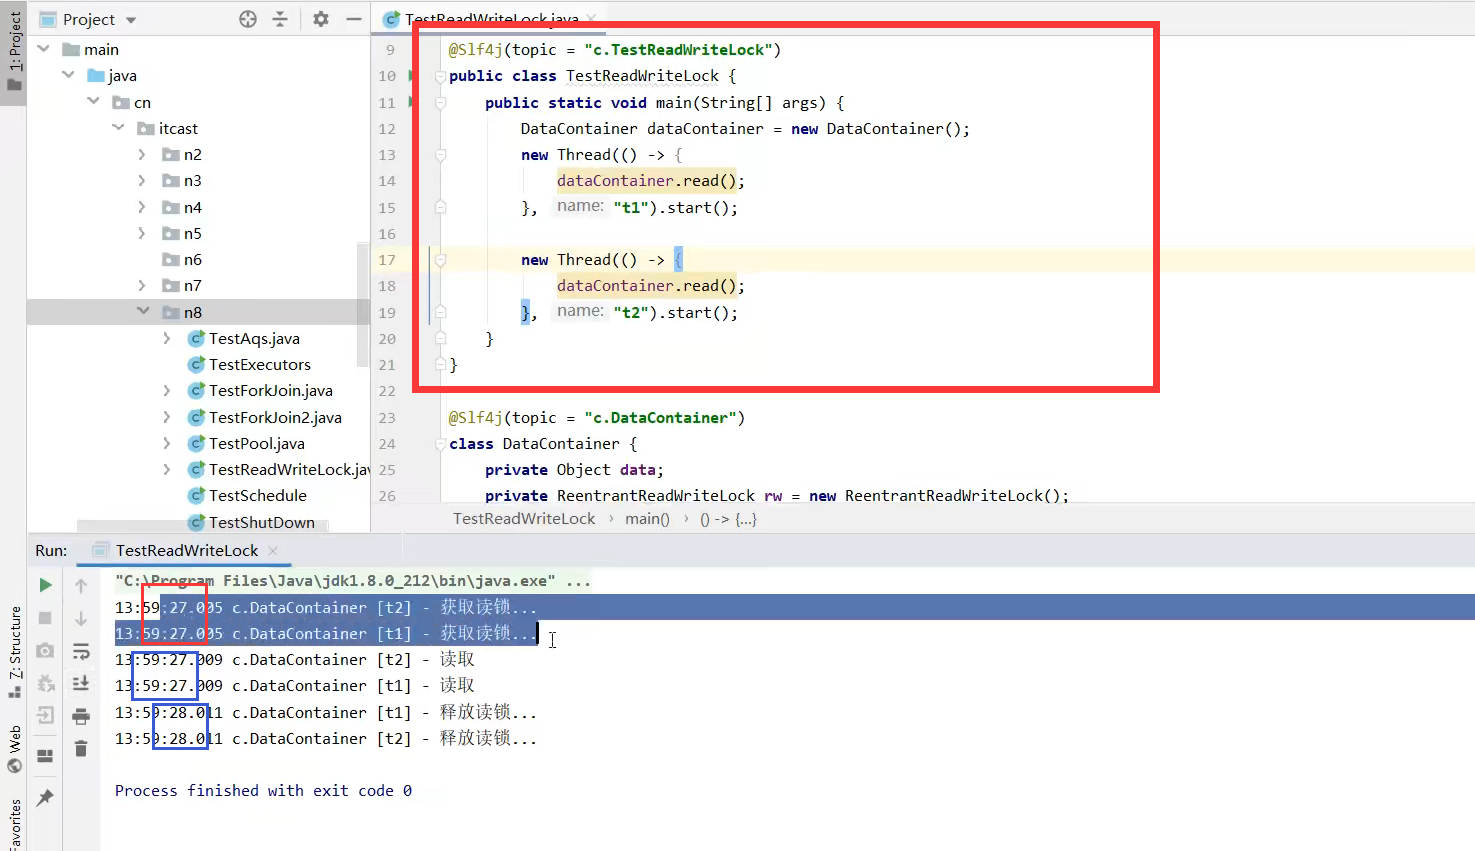 1: Project
Project
TestReadWriteLock.java
main
java
cn
itcast
n2
n3
n4
n5
n6
n7
n8
TestAqs.java
TestExecutors
TestForkJoin.java
TestForkJoin2.java
TestPool.java
TestReadWriteLock.jav
TestSchedule
TestShutDown
9 @Slf4j(topic = "c.TestReadWriteLock")
10 public class TestReadWriteLock {
11 public static void main(String[] args) {
12 DataContainer dataContainer = new DataContainer();
13 new Thread(() -> {
14 dataContainer.read();
15 }, name: "t1").start();
16
17 new Thread(() -> {
18 dataContainer.read();
19 }, name: "t2").start();
20 }
21 }
22
23 @Slf4j(topic = "c.DataContainer")
24 class DataContainer {
25 private Object data;
26 private ReentrantReadWriteLock rw = new ReentrantReadWriteLock();
TestReadWriteLock › main() › () -> {...}
Run: TestReadWriteLock
"C:\Program Files\Java\jdk1.8.0_212\bin\java.exe" ...
13:59:27.005 c.DataContainer [t2] - 获取读锁...
13:59:27.005 c.DataContainer [t1] - 获取读锁...
13:59:27.009 c.DataContainer [t2] - 读取
13:59:27.009 c.DataContainer [t1] - 读取
13:59:28.011 c.DataContainer [t1] - 释放读锁...
13:59:28.011 c.DataContainer [t2] - 释放读锁...
Process finished with exit code 0
7: Structure
Web
Favorites